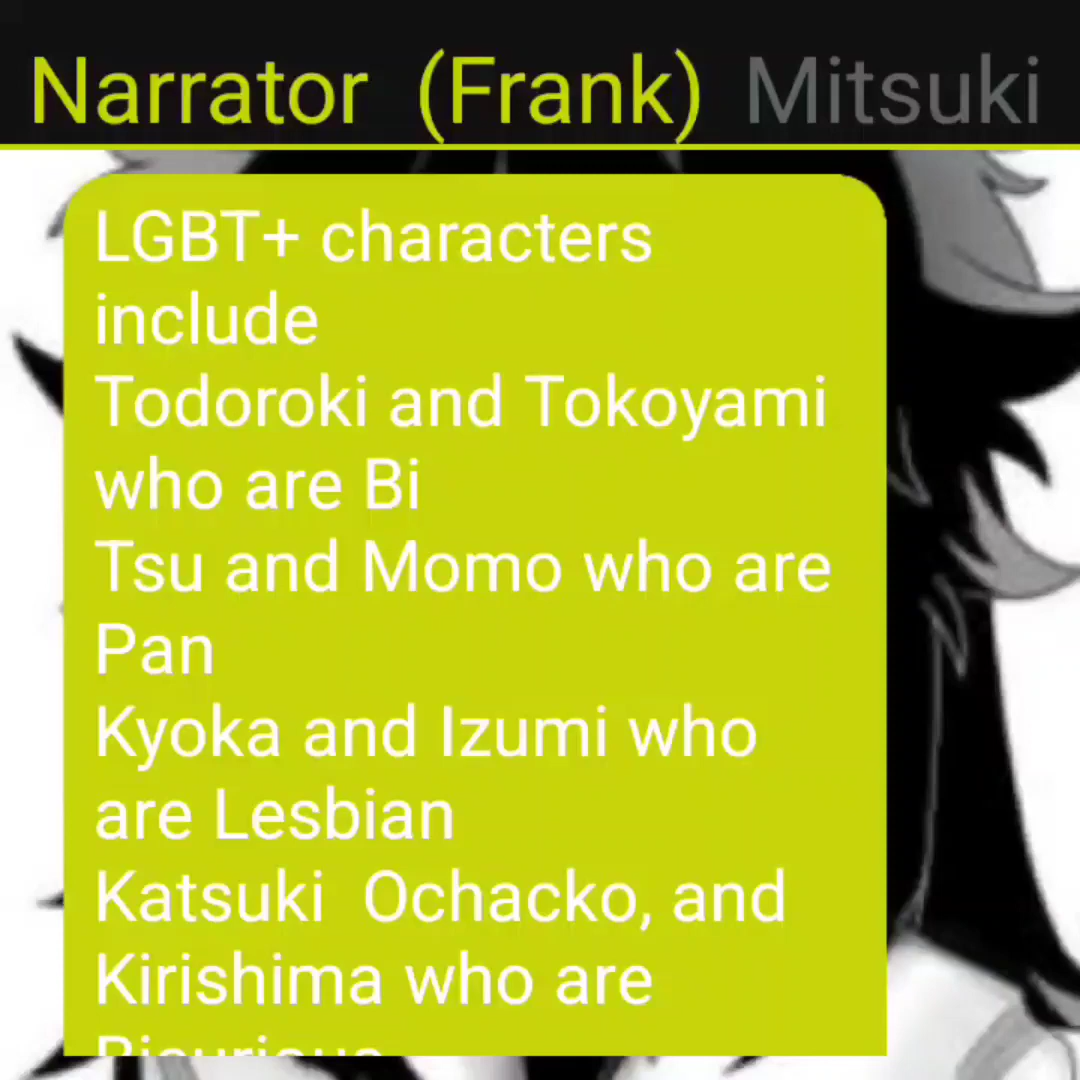 Narrator (Frank) Mitsuki
LGBT+ characters
include
Todoroki and Tokoyami
who are Bi
Tsu and Momo who are
Pan
Kyoka and Izumi who
are Lesbian
Katsuki Ochacko, and
Kirishima who are